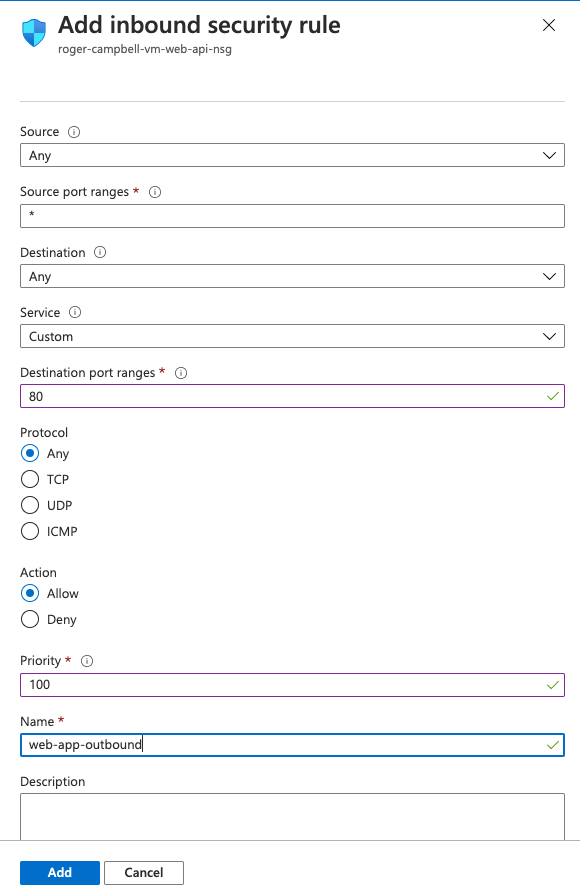 Add inbound security rule
roger-campbell-vm-web-api-nsg
Source
Any
Source port ranges *
*
Destination
Any
Service
Custom
Destination port ranges *
80
Protocol
Any
TCP
UDP
ICMP
Action
Allow
Deny
Priority *
100
Name *
web-app-outbound
Description
Add Cancel